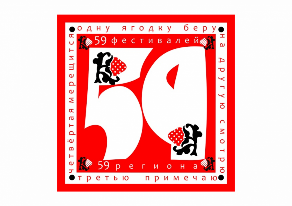 одну ягодку беру
на другую смотрю
третью примечаю
четвёртая мерещится
59 фестивалей
59
59 региона